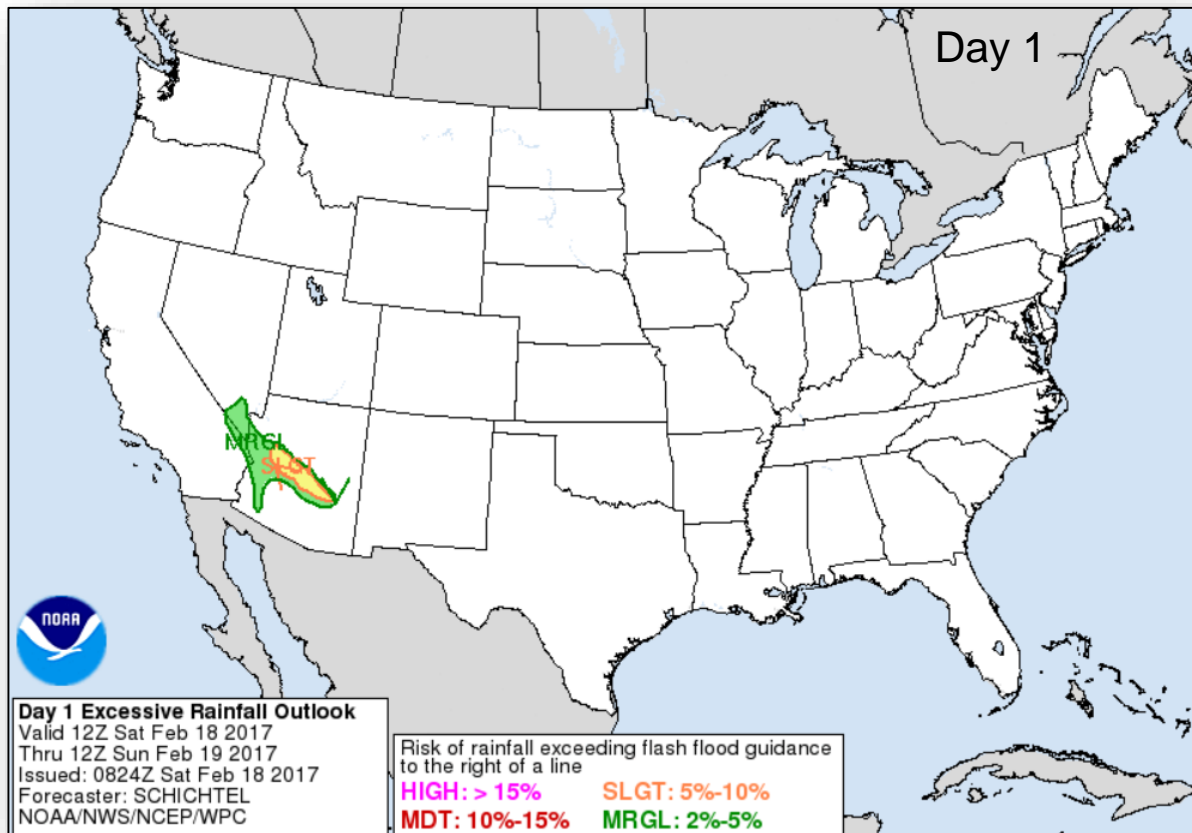 Day 1
MRGL
SLGT
NOAA
Day 1 Excessive Rainfall Outlook
Valid 12Z Sat Feb 18 2017
Thru 12Z Sun Feb 19 2017
Issued: 0824Z Sat Feb 18 2017
Forecaster: SCHICHTEL
NOAA/NWS/NCEP/WPC
Risk of rainfall exceeding flash flood guidance
to the right of a line
HIGH: > 15% SLGT: 5%-10%
MDT: 10%-15% MRGL: 2%-5%